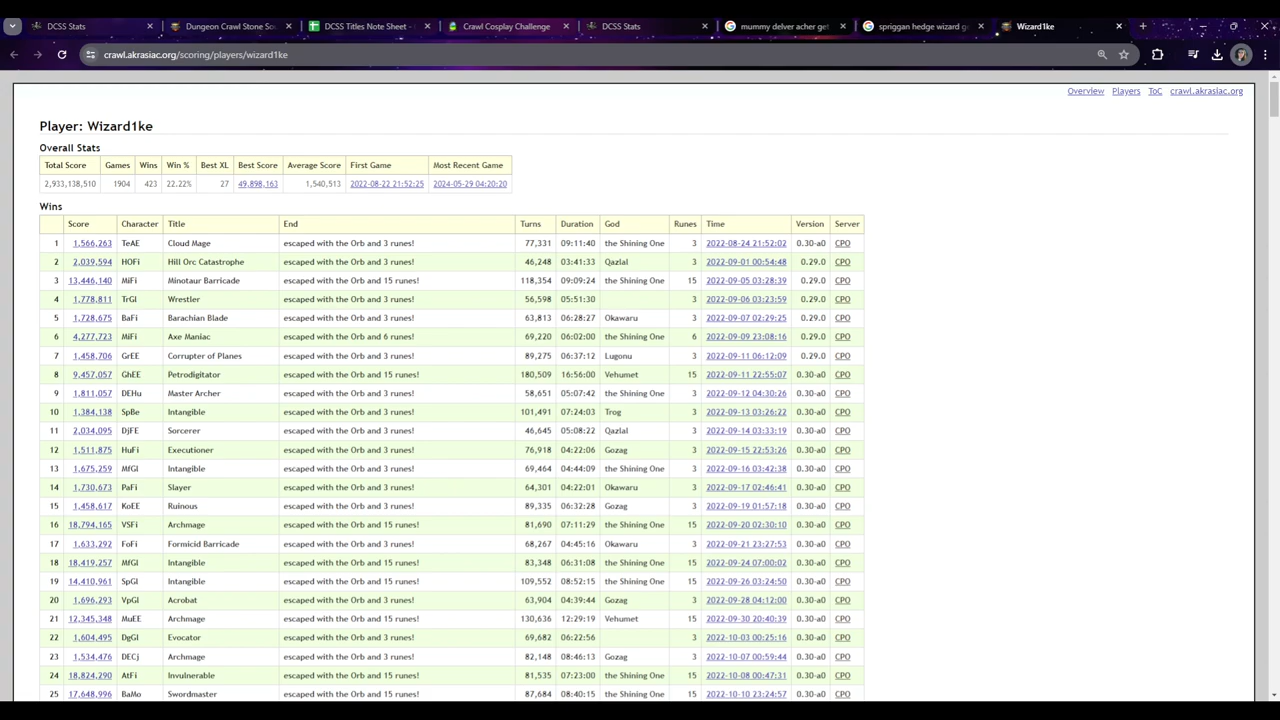 DCSS Stats
Dungeon Crawl Stone So
DCSS Titles Note Sheet -
Crawl Cosplay Challenge
DCSS Stats
mummy delver acher get
spriggan hedge wizard g
Wizard1ke
crawl.akrasiac.org/scoring/players/wizard1ke
Overview Players ToC crawl.akrasiac.org
Player: Wizard1ke
Overall Stats
Total Score Games Wins Win % Best XL Best Score Average Score First Game Most Recent Game
2,933,138,510 1904 423 22.22% 27 49,898,163 1,540,513 2022-08-22 21:52:25 2024-05-29 04:20:20
Wins
Score Character Title End Turns Duration God Runes Time Version Server
1 1,566,263 TeAE Cloud Mage escaped with the Orb and 3 runes! 77,331 09:11:40 the Shining One 3 2022-08-24 21:52:02 0.30-a0 CPO
2 2,039,594 HOFi Hill Orc Catastrophe escaped with the Orb and 3 runes! 46,248 03:41:33 Qazlal 3 2022-09-01 00:54:48 0.29.0 CPO
3 13,446,140 MiFi Minotaur Barricade escaped with the Orb and 15 runes! 118,354 09:09:24 the Shining One 15 2022-09-05 03:28:39 0.29.0 CPO
4 1,778,811 TrGl Wrestler escaped with the Orb and 3 runes! 56,598 05:51:30 3 2022-09-06 03:23:59 0.29.0 CPO
5 1,728,675 BaFi Barachian Blade escaped with the Orb and 3 runes! 63,813 06:28:27 Okawaru 3 2022-09-07 02:29:25 0.29.0 CPO
6 4,277,723 MiFi Axe Maniac escaped with the Orb and 6 runes! 69,220 06:02:00 the Shining One 6 2022-09-09 23:08:16 0.29.0 CPO
7 1,458,706 GrEE Corrupter of Planes escaped with the Orb and 3 runes! 89,275 06:37:12 Lugonu 3 2022-09-11 06:12:09 0.29.0 CPO
8 9,457,057 GhEE Petrodigitator escaped with the Orb and 15 runes! 180,509 16:56:00 Vehumet 15 2022-09-11 22:55:07 0.30-a0 CPO
9 1,811,057 DEHu Master Archer escaped with the Orb and 3 runes! 58,651 05:07:42 the Shining One 3 2022-09-12 04:30:26 0.30-a0 CPO
10 1,384,138 SpBe Intangible escaped with the Orb and 3 runes! 101,491 07:24:03 Trog 3 2022-09-13 03:26:22 0.30-a0 CPO
11 2,034,095 DjFE Sorcerer escaped with the Orb and 3 runes! 46,645 05:08:22 Qazlal 3 2022-09-14 03:33:19 0.30-a0 CPO
12 1,511,875 HuFi Executioner escaped with the Orb and 3 runes! 76,918 04:22:06 Gozag 3 2022-09-15 22:53:26 0.30-a0 CPO
13 1,675,259 MfGl Intangible escaped with the Orb and 3 runes! 69,464 04:44:09 the Shining One 3 2022-09-16 03:42:38 0.30-a0 CPO
14 1,730,673 PaFi Slayer escaped with the Orb and 3 runes! 64,301 04:22:01 Okawaru 3 2022-09-17 02:46:41 0.30-a0 CPO
15 1,458,617 KoEE Ruinous escaped with the Orb and 3 runes! 89,335 06:32:28 Gozag 3 2022-09-19 01:57:18 0.30-a0 CPO
16 18,794,165 VSFi Archmage escaped with the Orb and 15 runes! 81,690 07:11:29 the Shining One 15 2022-09-20 02:30:10 0.30-a0 CPO
17 1,633,292 FoFi Formicid Barricade escaped with the Orb and 3 runes! 68,267 04:45:16 Okawaru 3 2022-09-21 23:27:53 0.30-a0 CPO
18 18,419,257 MfGl Intangible escaped with the Orb and 15 runes! 83,348 06:31:08 the Shining One 15 2022-09-24 07:00:02 0.30-a0 CPO
19 14,410,961 SpGl Intangible escaped with the Orb and 15 runes! 109,552 08:52:15 the Shining One 15 2022-09-26 03:24:50 0.30-a0 CPO
20 1,696,293 VpGl Acrobat escaped with the Orb and 3 runes! 63,904 04:39:44 Gozag 3 2022-09-28 04:12:00 0.30-a0 CPO
21 12,345,348 MuEE Archmage escaped with the Orb and 15 runes! 130,636 12:29:19 Vehumet 15 2022-09-30 20:40:39 0.30-a0 CPO
22 1,604,495 DgGl Evocator escaped with the Orb and 3 runes! 69,682 06:22:56 3 2022-10-03 00:25:16 0.30-a0 CPO
23 1,534,476 DECj Archmage escaped with the Orb and 3 runes! 82,148 08:46:13 Gozag 3 2022-10-07 00:59:44 0.30-a0 CPO
24 18,824,290 AtFi Invulnerable escaped with the Orb and 15 runes! 81,535 07:23:00 the Shining One 15 2022-10-08 00:47:31 0.30-a0 CPO
25 17,648,996 BaMo Swordmaster escaped with the Orb and 15 runes! 87,684 08:40:15 the Shining One 15 2022-10-10 23:24:57 0.30-a0 CPO